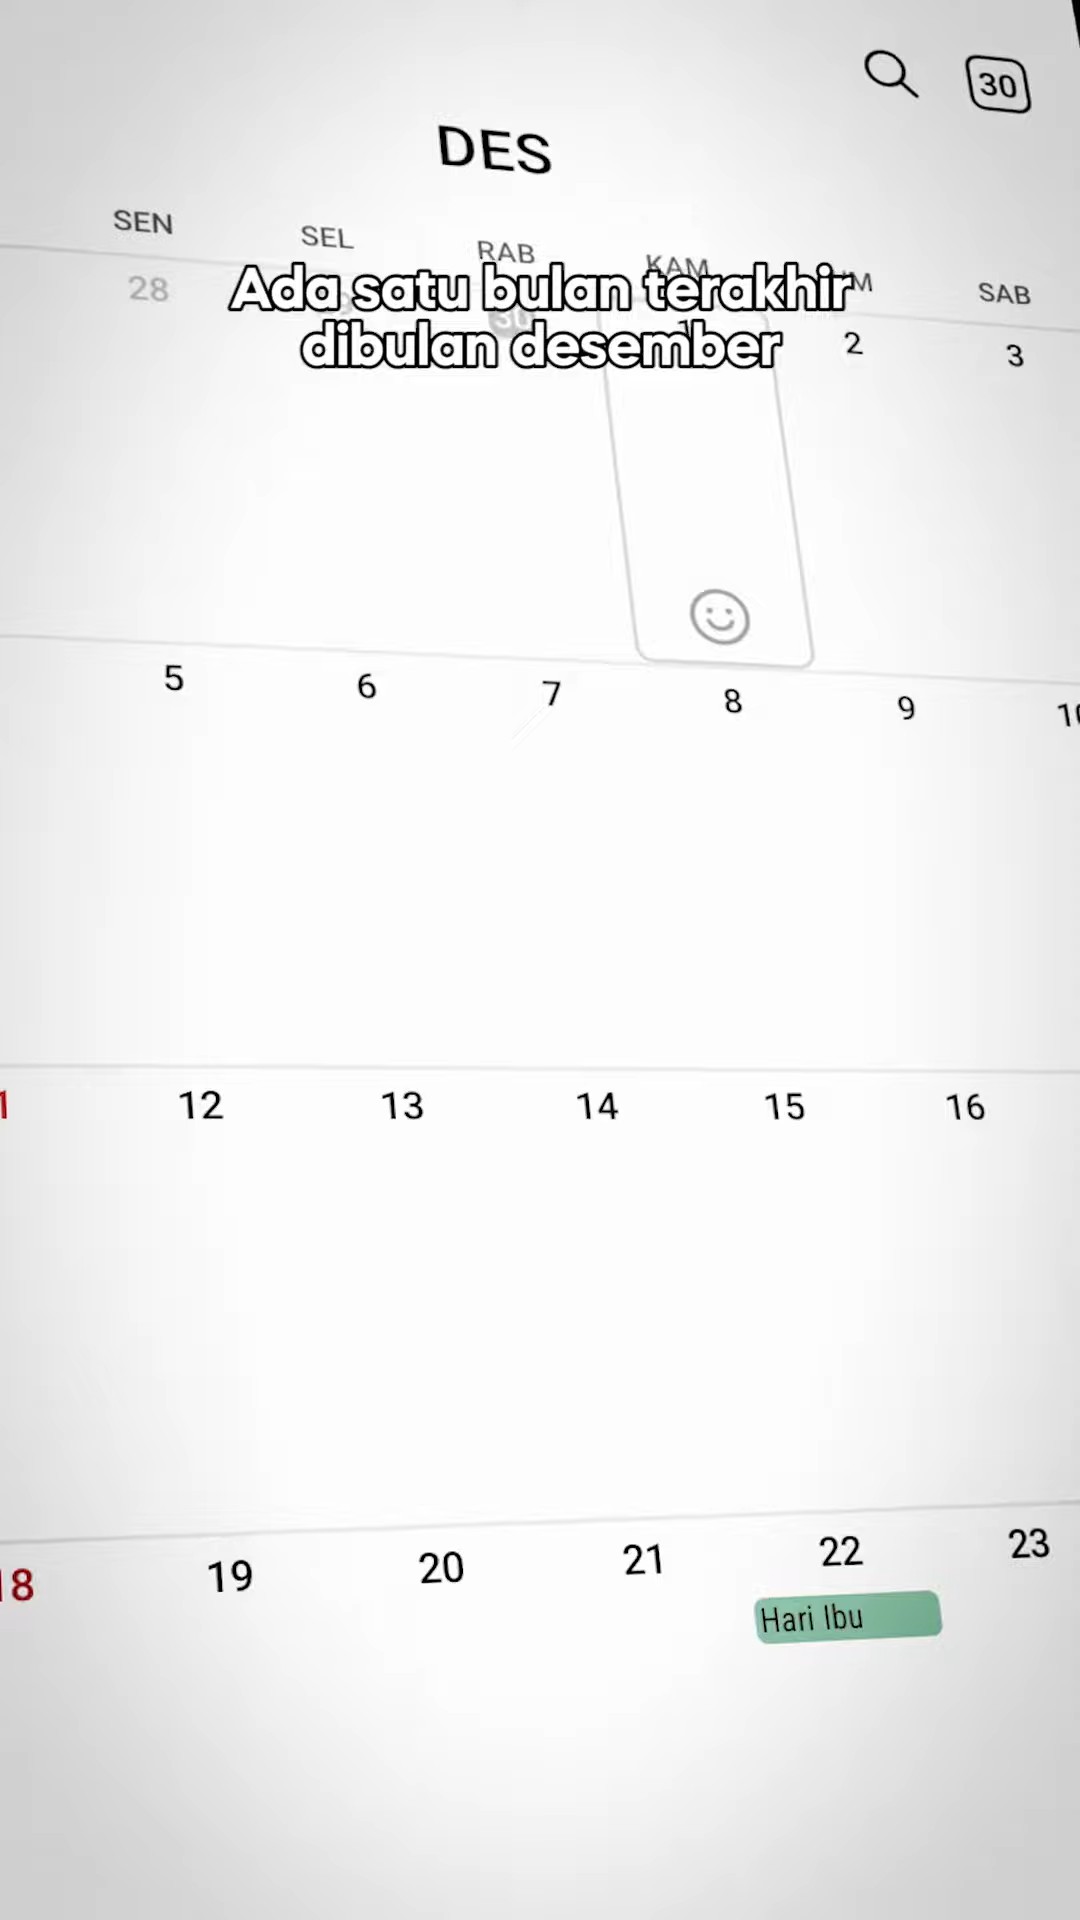 30
DES
SEN SEL RAB KAM SAB
Ada satu bulan terakhir
dibulan desember
28 2 3
5 6 7 8 9
12 13 14 15 16
18 19 20 21 22 23
Hari Ibu